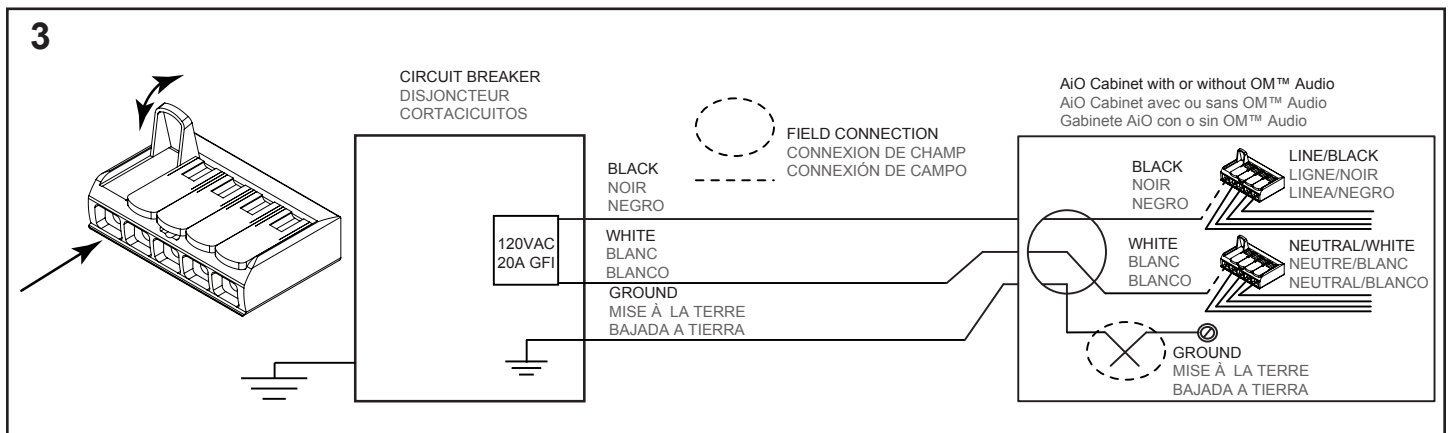 3
CIRCUIT BREAKER
DISJONCTEUR
CORTACICUITOS
120VAC
20A GFI
FIELD CONNECTION
CONNEXION DE CHAMP
CONNEXIÓN DE CAMPO
BLACK
NOIR
NEGRO
WHITE
BLANC
BLANCO
GROUND
MISE À LA TERRE
BAJADA A TIERRA
AiO Cabinet with or without OM™ Audio
AiO Cabinet avec ou sans OM™ Audio
Gabinete AiO con o sin OM™ Audio
BLACK
NOIR
NEGRO
LINE/BLACK
LIGNE/NOIR
LINEA/NEGRO
WHITE
BLANC
BLANCO
NEUTRAL/WHITE
NEUTRE/BLANC
NEUTRAL/BLANCO
GROUND
MISE À LA TERRE
BAJADA A TIERRA